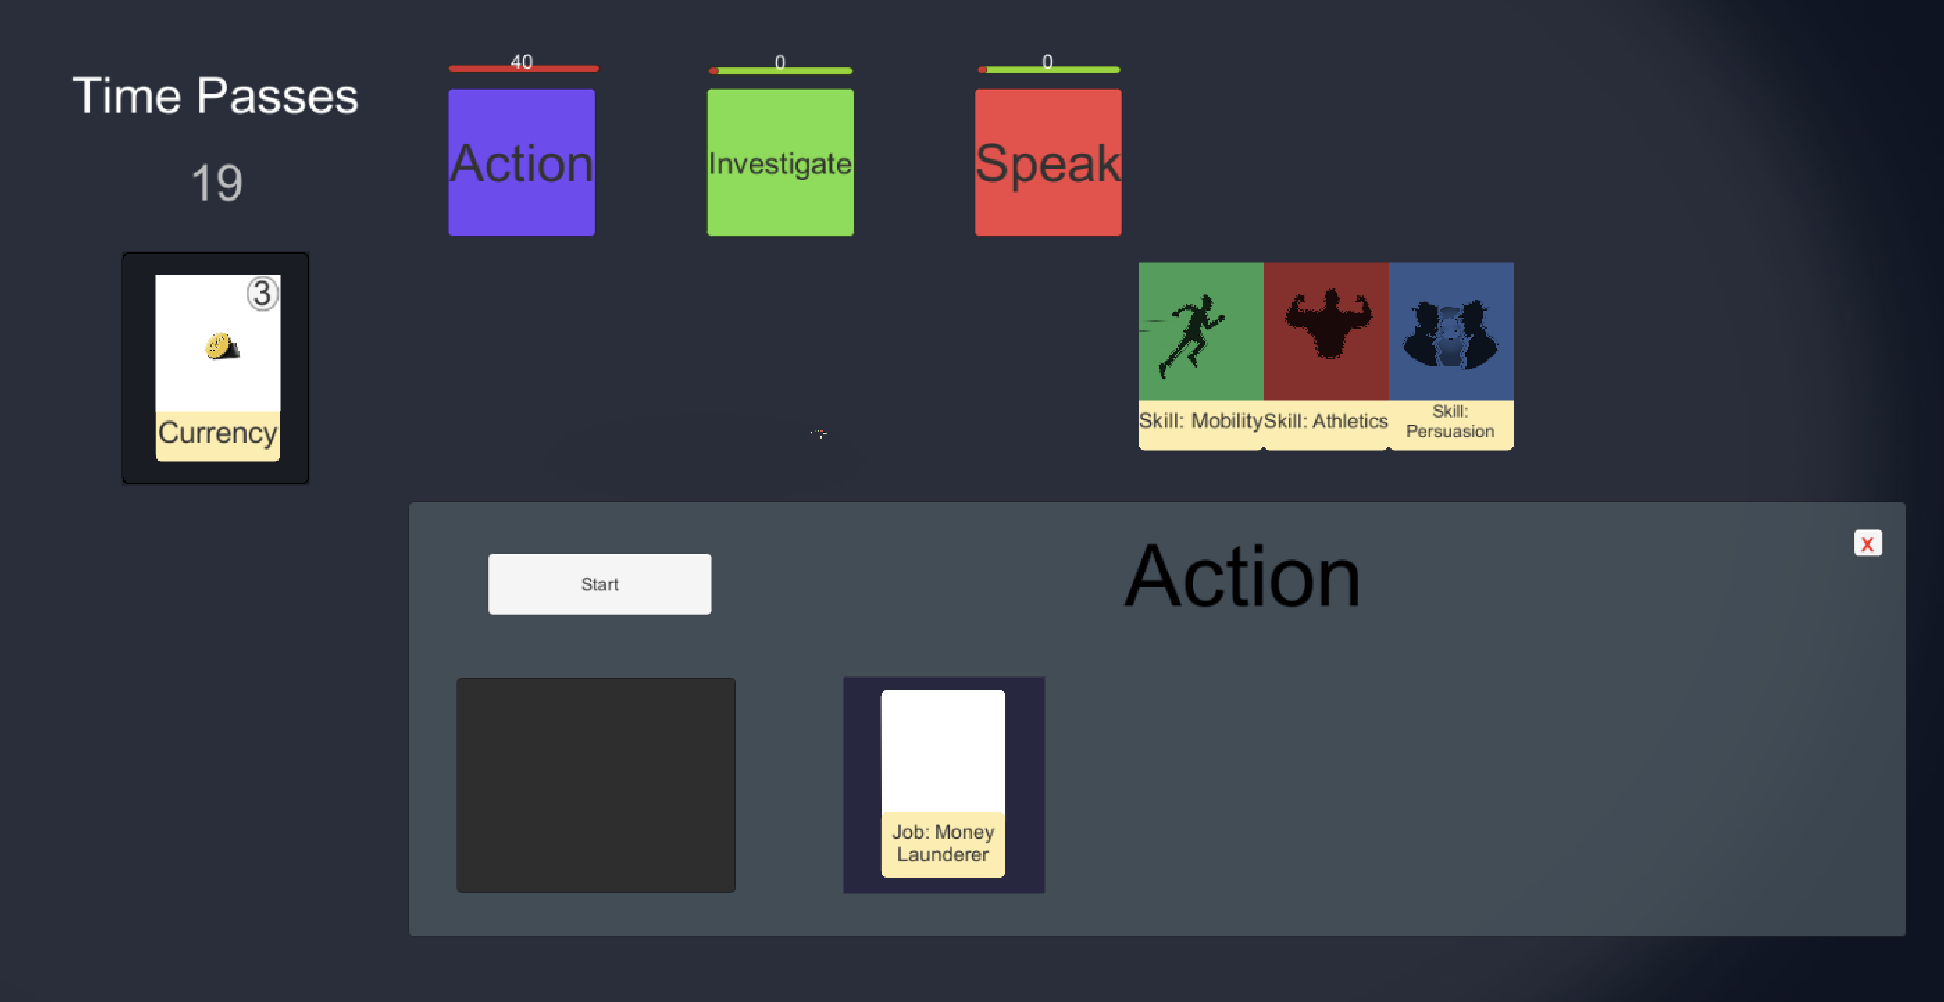 Time Passes
19
40
0
0
Action
Investigate
Speak
3
Currency
Skill: Mobility
Skill: Athletics
Skill:
Persuasion
Start
Action
X
Job: Money
Launderer